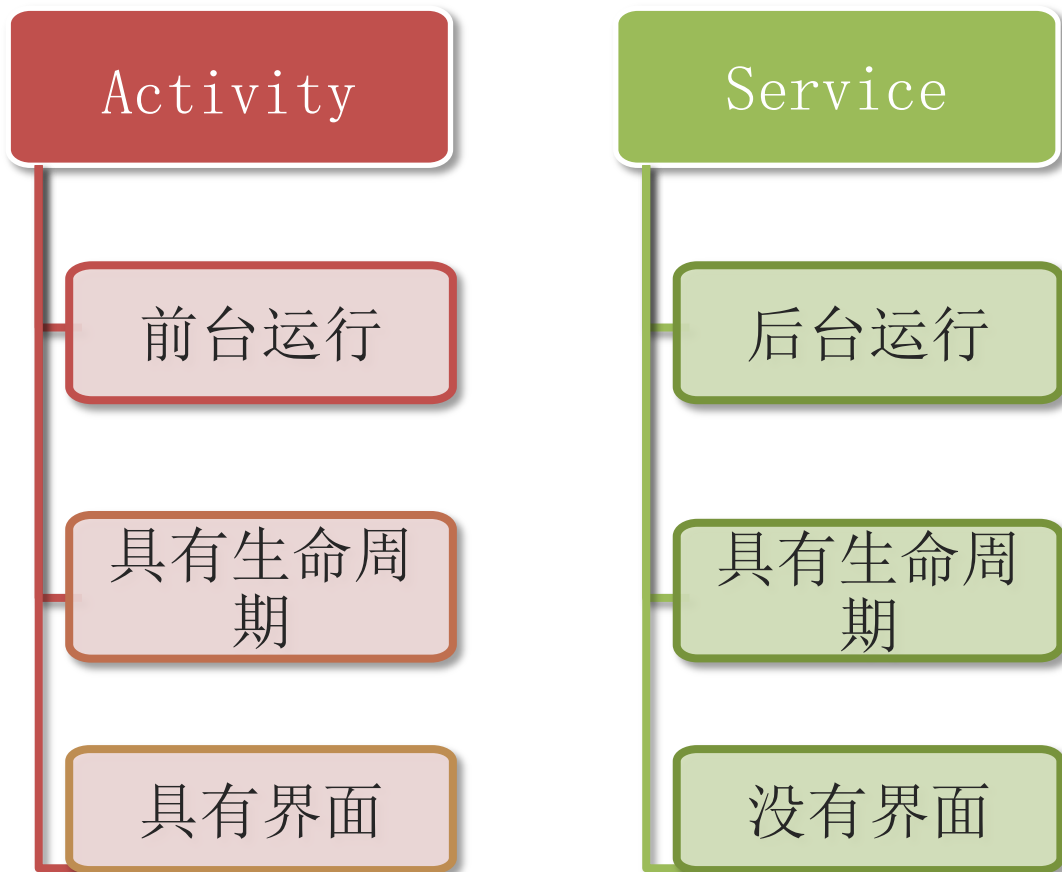 Activity
前台运行
具有生命周
期
具有界面
Service
后台运行
具有生命周
期
没有界面